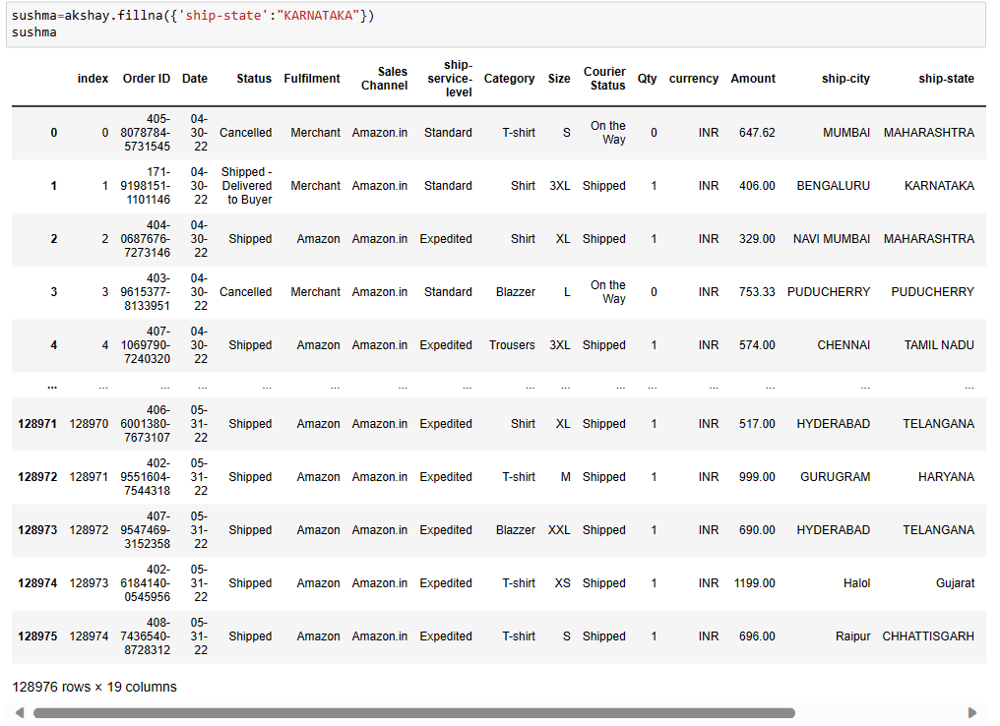 sushma=akshay.fillna({'ship-state':"KARNATAKA"})
sushma
index Order ID Date Status Fulfilment Sales Channel ship-service-level Category Size Courier Status Qty currency Amount ship-city ship-state
0 0 405-8078784-5731545 04-30-22 Cancelled Merchant Amazon.in Standard T-shirt S On the Way 0 INR 647.62 MUMBAI MAHARASHTRA
1 1 171-9198151-1101146 04-30-22 Shipped - Delivered to Buyer Merchant Amazon.in Standard Shirt 3XL Shipped 1 INR 406.00 BENGALURU KARNATAKA
2 2 404-0687676-7273146 04-30-22 Shipped Amazon Amazon.in Expedited Shirt XL Shipped 1 INR 329.00 NAVI MUMBAI MAHARASHTRA
3 3 403-9615377-8133951 04-30-22 Cancelled Merchant Amazon.in Standard Blazzer L On the Way 0 INR 753.33 PUDUCHERRY PUDUCHERRY
4 4 407-1069790-7240320 04-30-22 Shipped Amazon Amazon.in Expedited Trousers 3XL Shipped 1 INR 574.00 CHENNAI TAMIL NADU
... ... ... ... ... ... ... ... ... ... ... ... ... ... ... ...
128971 128970 406-6001380-7673107 05-31-22 Shipped Amazon Amazon.in Expedited Shirt XL Shipped 1 INR 517.00 HYDERABAD TELANGANA
128972 128971 402-9551604-7544318 05-31-22 Shipped Amazon Amazon.in Expedited T-shirt M Shipped 1 INR 999.00 GURUGRAM HARYANA
128973 128972 407-9547469-3152358 05-31-22 Shipped Amazon Amazon.in Expedited Blazzer XXL Shipped 1 INR 690.00 HYDERABAD TELANGANA
128974 128973 402-6184140-0545956 05-31-22 Shipped Amazon Amazon.in Expedited T-shirt XS Shipped 1 INR 1199.00 Halol Gujarat
128975 128974 408-7436540-8728312 05-31-22 Shipped Amazon Amazon.in Expedited T-shirt S Shipped 1 INR 696.00 Raipur CHHATTISGARH
128976 rows × 19 columns